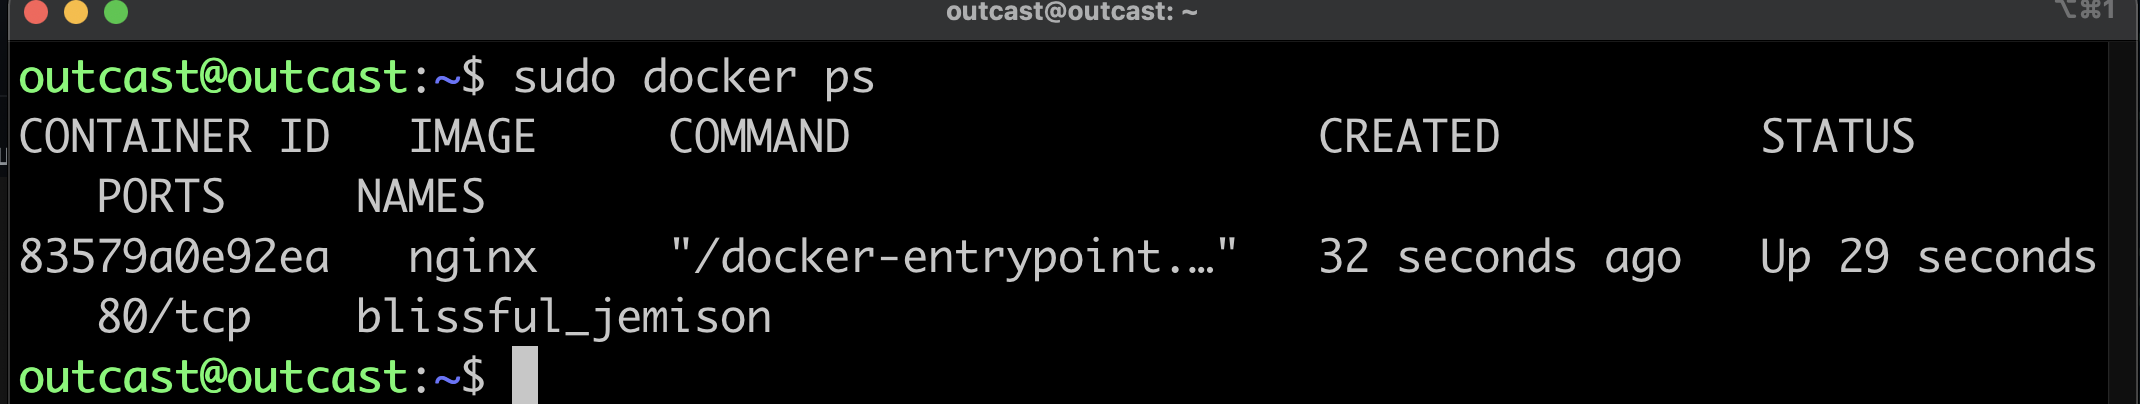 outcast@outcast: ~
⌥⌘1
outcast@outcast:~$ sudo docker ps
CONTAINER ID   IMAGE     COMMAND                  CREATED          STATUS
   PORTS     NAMES
83579a0e92ea   nginx     "/docker-entrypoint.…"   32 seconds ago   Up 29 seconds
   80/tcp    blissful_jemison
outcast@outcast:~$